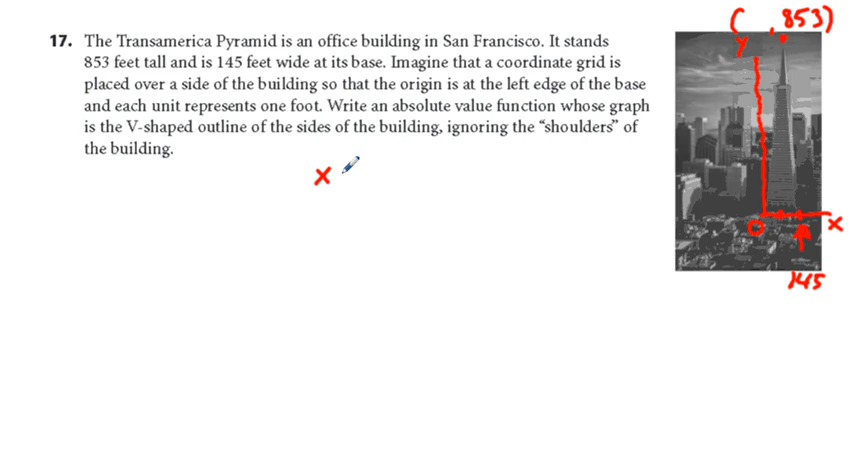 17. The Transamerica Pyramid is an office building in San Francisco. It stands
853 feet tall and is 145 feet wide at its base. Imagine that a coordinate grid is
placed over a side of the building so that the origin is at the left edge of the base
and each unit represents one foot. Write an absolute value function whose graph
is the V-shaped outline of the sides of the building, ignoring the “shoulders” of
the building.
x
( , 853)
y
0
x
145